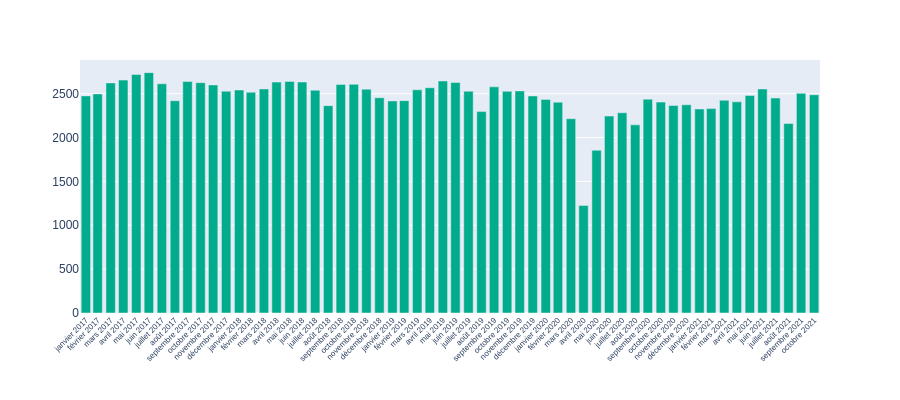 2500
2000
1500
1000
500
0
janvier 2017
février 2017
mars 2017
avril 2017
mai 2017
juin 2017
juillet 2017
août 2017
septembre 2017
octobre 2017
novembre 2017
décembre 2017
janvier 2018
février 2018
mars 2018
avril 2018
mai 2018
juin 2018
juillet 2018
août 2018
septembre 2018
octobre 2018
novembre 2018
décembre 2018
janvier 2019
février 2019
mars 2019
avril 2019
mai 2019
juin 2019
juillet 2019
août 2019
septembre 2019
octobre 2019
novembre 2019
décembre 2019
janvier 2020
février 2020
mars 2020
avril 2020
mai 2020
juin 2020
juillet 2020
août 2020
septembre 2020
octobre 2020
novembre 2020
décembre 2020
janvier 2021
février 2021
mars 2021
avril 2021
mai 2021
juin 2021
juillet 2021
août 2021
septembre 2021
octobre 2021